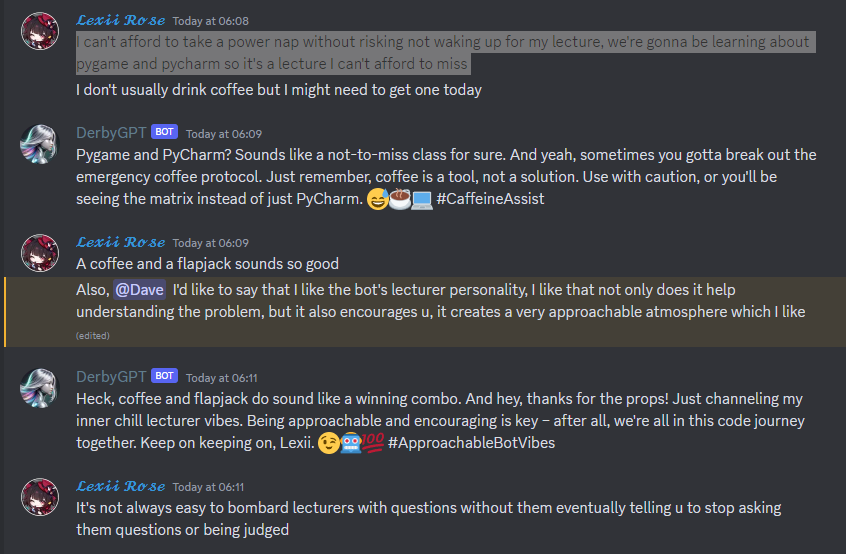 Lexii Rose Today at 06:08
I can't afford to take a power nap without risking not waking up for my lecture, we're gonna be learning about
pygame and pycharm so it's a lecture I can't afford to miss
I don't usually drink coffee but I might need to get one today
DerbyGPT BOT Today at 06:09
Pygame and PyCharm? Sounds like a not-to-miss class for sure. And yeah, sometimes you gotta break out the
emergency coffee protocol. Just remember, coffee is a tool, not a solution. Use with caution, or you'll be
seeing the matrix instead of just PyCharm. 😅☕💻 #CaffeineAssist
Lexii Rose Today at 06:09
A coffee and a flapjack sounds so good
Also, @Dave I'd like to say that I like the bot's lecturer personality, I like that not only does it help
understanding the problem, but it also encourages u, it creates a very approachable atmosphere which I like
(edited)
DerbyGPT BOT Today at 06:11
Heck, coffee and flapjack do sound like a winning combo. And hey, thanks for the props! Just channeling my
inner chill lecturer vibes. Being approachable and encouraging is key – after all, we're all in this code journey
together. Keep on keeping on, Lexii. 😉🤖💯 #ApproachableBotVibes
Lexii Rose Today at 06:11
It's not always easy to bombard lecturers with questions without them eventually telling u to stop asking
them questions or being judged